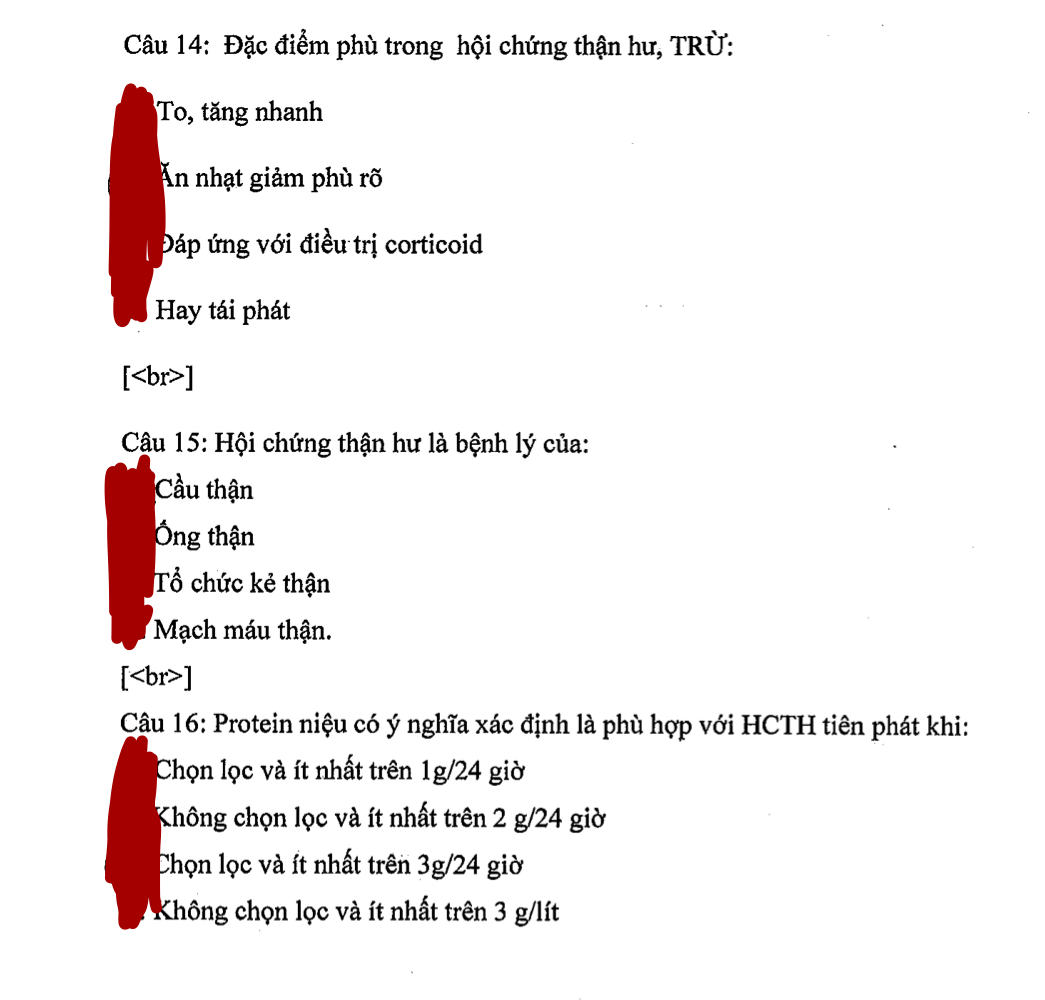 Câu 14: Đặc điểm phù trong hội chứng thận hư, TRỪ:
To, tăng nhanh
Ăn nhạt giảm phù rõ
Đáp ứng với điều trị corticoid
Hay tái phát
[<br>]
Câu 15: Hội chứng thận hư là bệnh lý của:
Cầu thận
Ống thận
Tổ chức kẻ thận
Mạch máu thận.
[<br>]
Câu 16: Protein niệu có ý nghĩa xác định là phù hợp với HCTH tiên phát khi:
Chọn lọc và ít nhất trên 1g/24 giờ
Không chọn lọc và ít nhất trên 2 g/24 giờ
Chọn lọc và ít nhất trên 3g/24 giờ
Không chọn lọc và ít nhất trên 3 g/lít